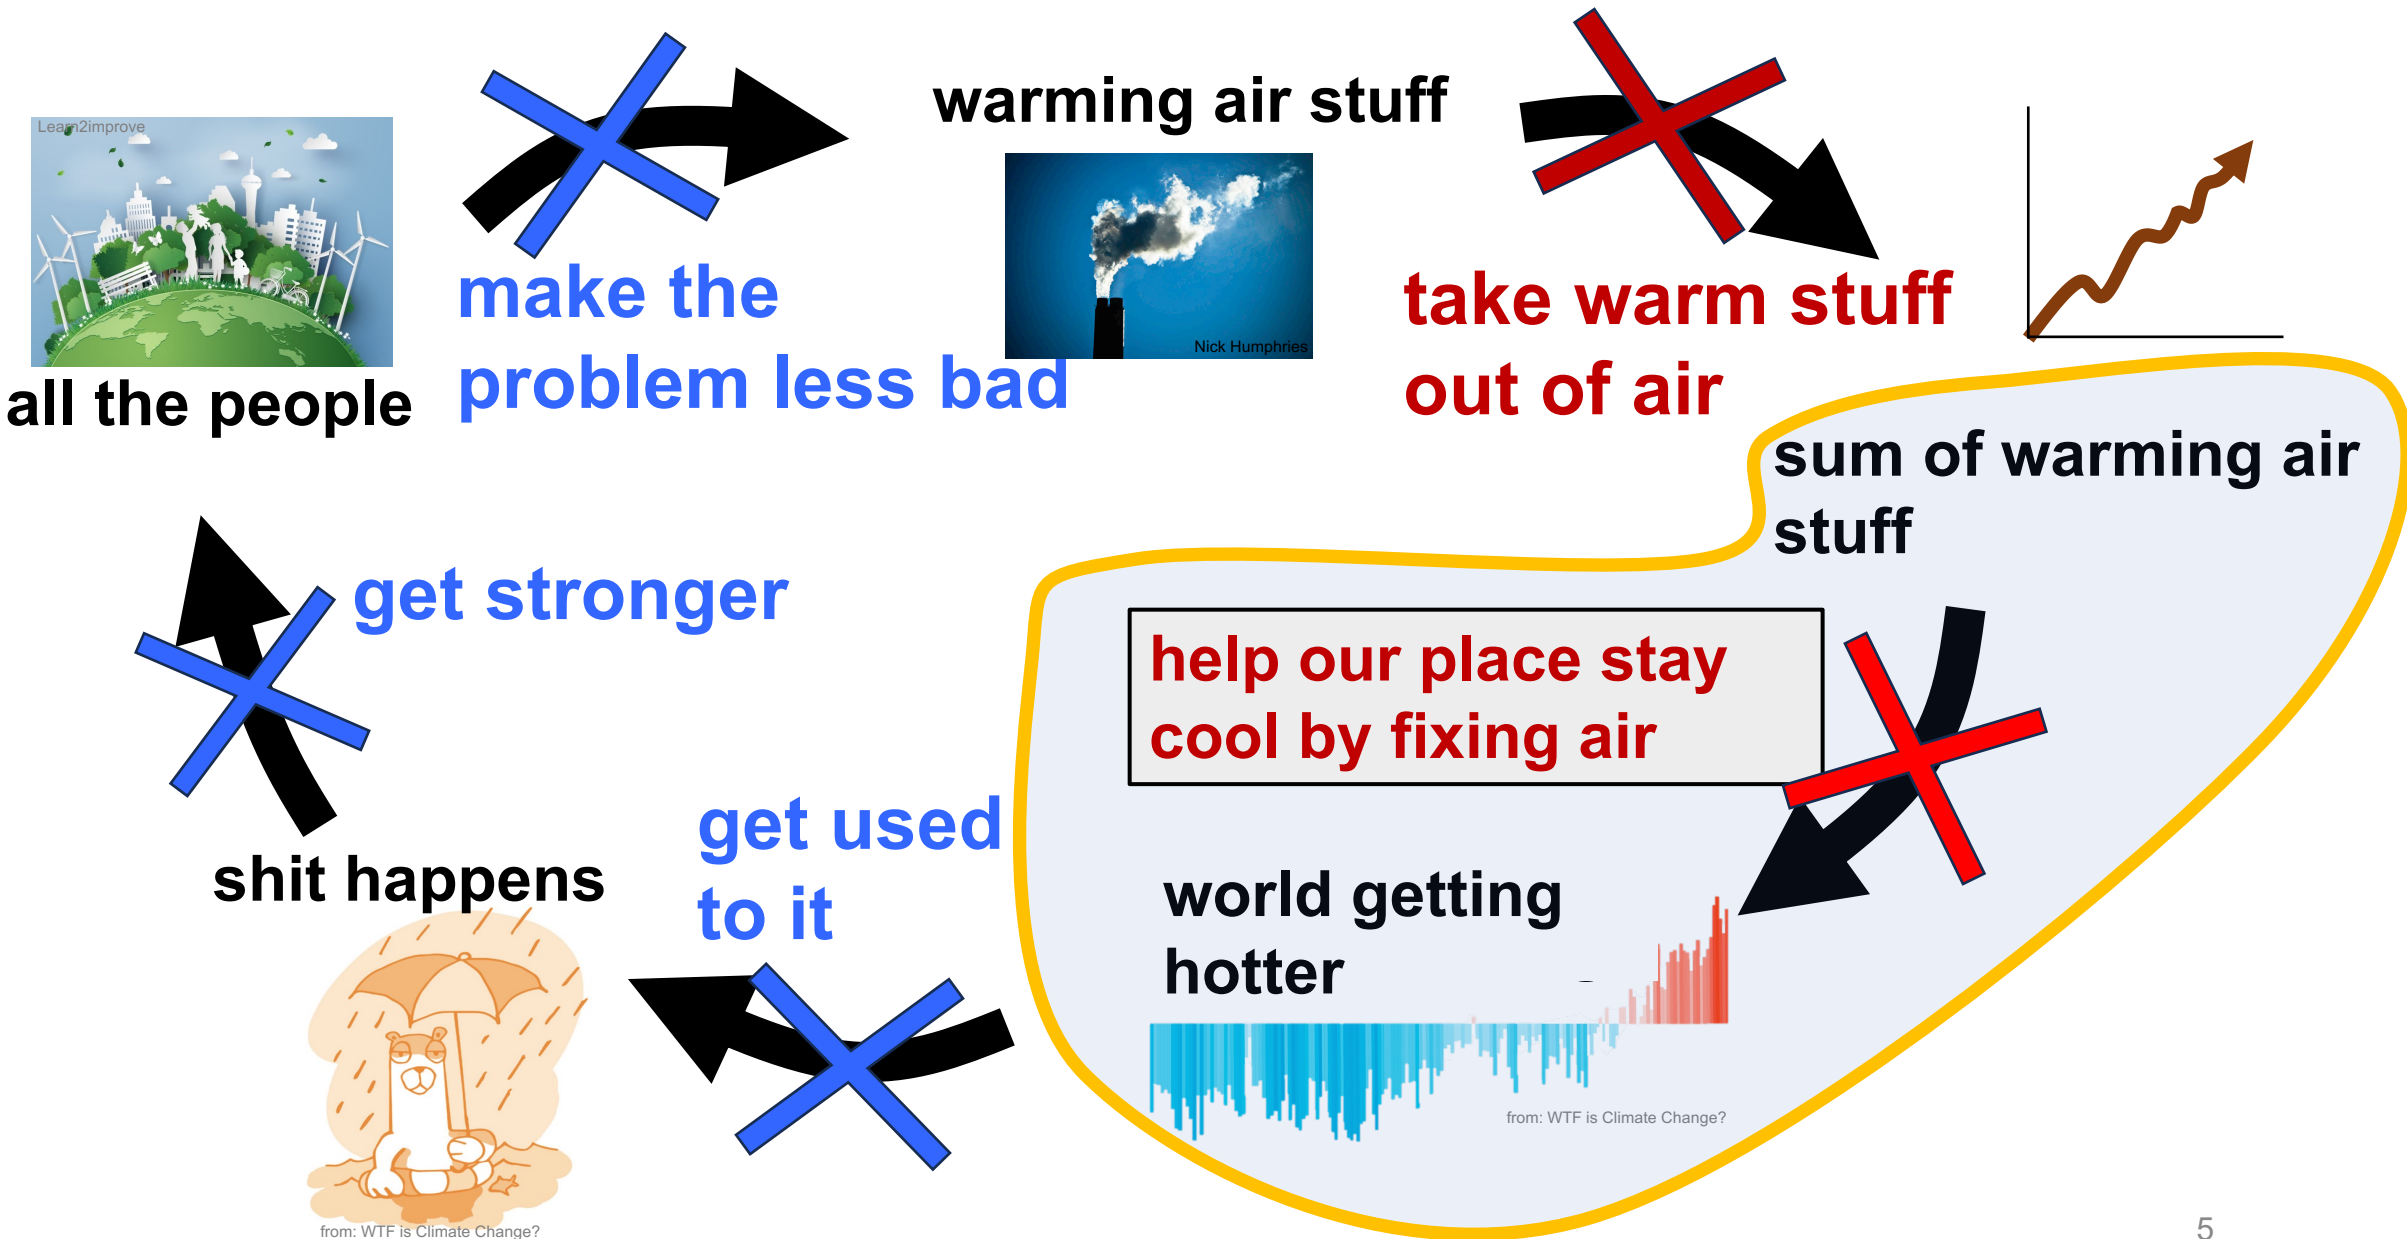 Learn2improve
all the people
make the
problem less bad
warming air stuff
Nick Humphries
take warm stuff
out of air
sum of warming air
stuff
help our place stay
cool by fixing air
world getting
hotter
from: WTF is Climate Change?
get used
to it
shit happens
from: WTF is Climate Change?
get stronger
5